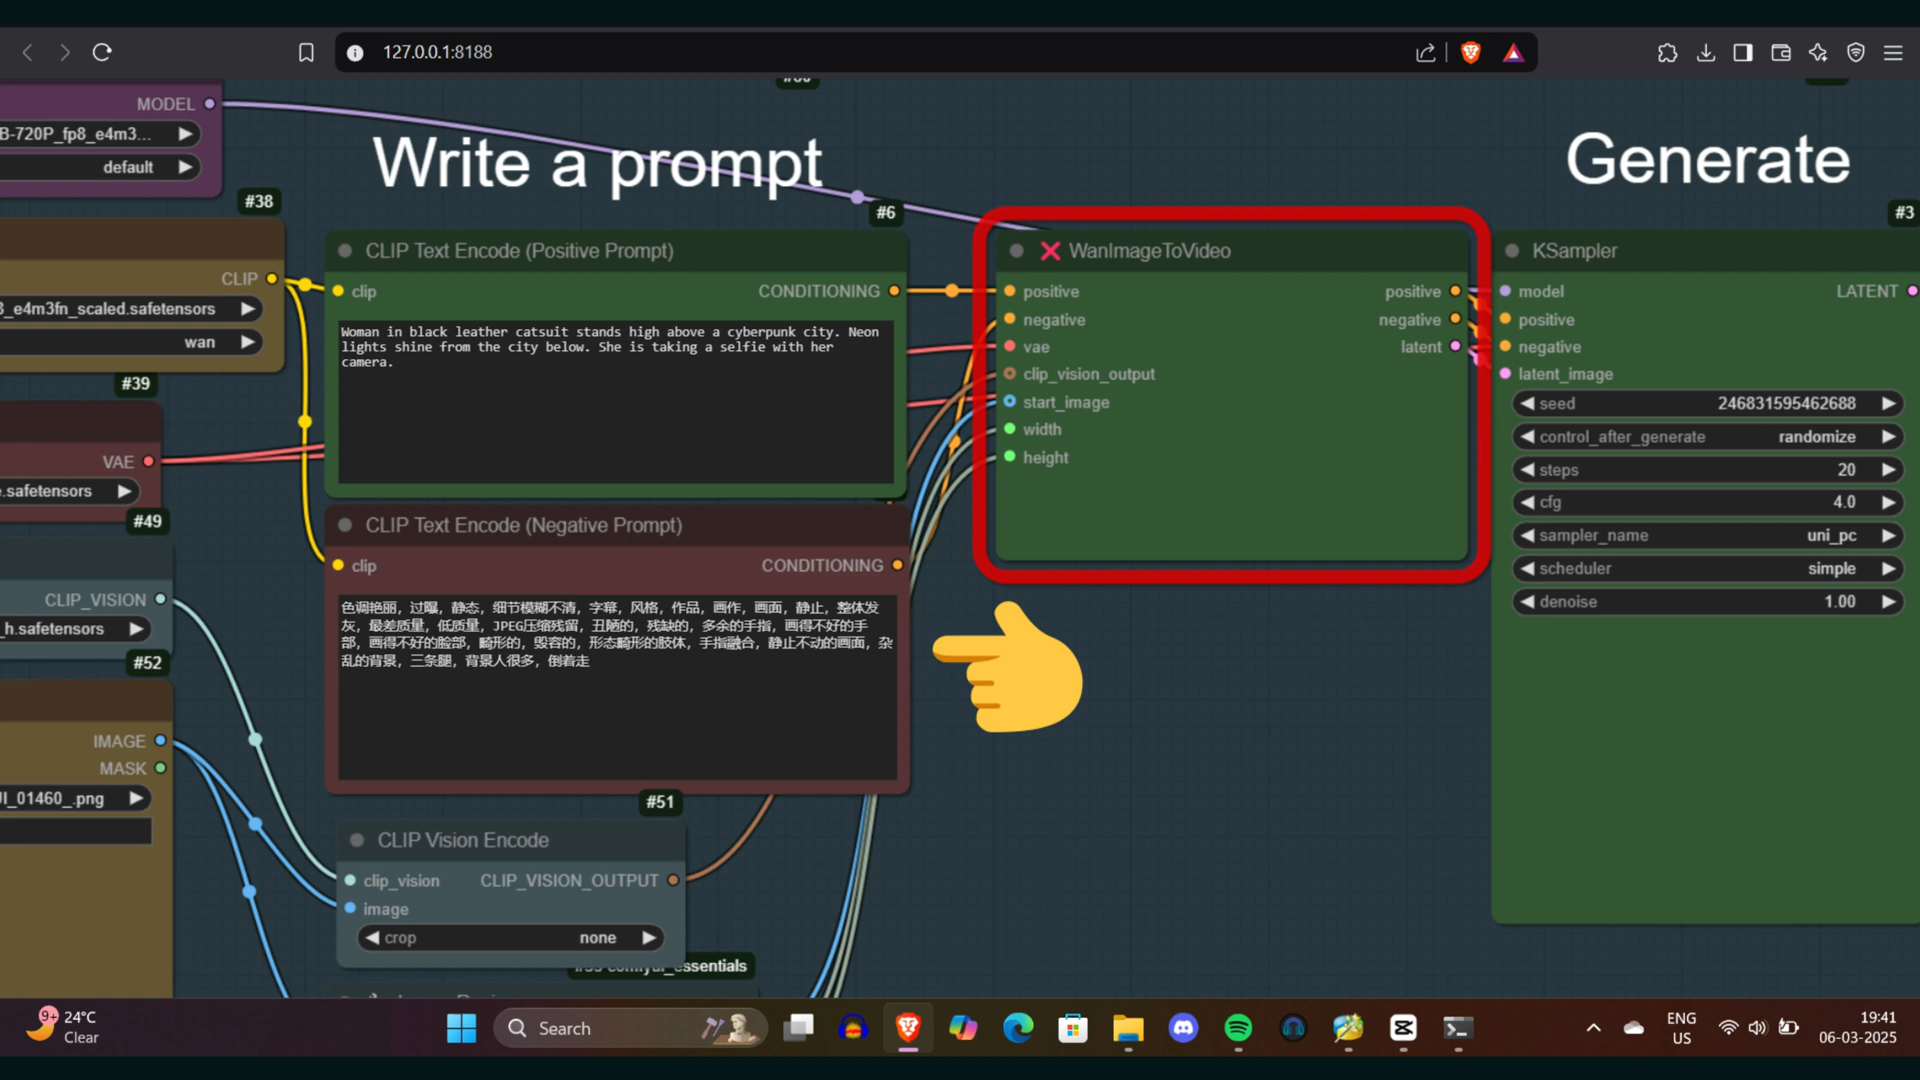 127.0.0.1:8188
MODEL
B-720P_fp8_e4m3...
default
#38
CLIP
3_e4m3fn_scaled.safetensors
wan
#39
VAE
e.safetensors
#49
CLIP_VISION
_h.safetensors
#52
IMAGE
MASK
JI_01460_.png
Write a prompt
#6
CLIP Text Encode (Positive Prompt)
clip
CONDITIONING
Woman in black leather catsuit stands high above a cyberpunk city. Neon
lights shine from the city below. She is taking a selfie with her
camera.
CLIP Text Encode (Negative Prompt)
clip
CONDITIONING
色调艳丽，过曝，静态，细节模糊不清，字幕，风格，作品，画作，画面，静止，整体发
灰，最差质量，低质量，JPEG压缩残留，丑陋的，残缺的，多余的手指，画得不好的手
部，画得不好的脸部，畸形的，毁容的，形态畸形的肢体，手指融合，静止不动的画面，杂
乱的背景，三条腿，背景人很多，倒着走
#51
CLIP Vision Encode
clip_vision
CLIP_VISION_OUTPUT
image
crop
none
essentials
WanImageToVideo
positive
positive
negative
negative
vae
latent
clip_vision_output
start_image
width
height
Generate
#3
KSampler
model
LATENT
positive
negative
latent_image
seed
246831595462688
control_after_generate
randomize
steps
20
cfg
4.0
sampler_name
uni_pc
scheduler
simple
denoise
1.00
9+
24°C
Clear
Search
ENG
US
19:41
06-03-2025